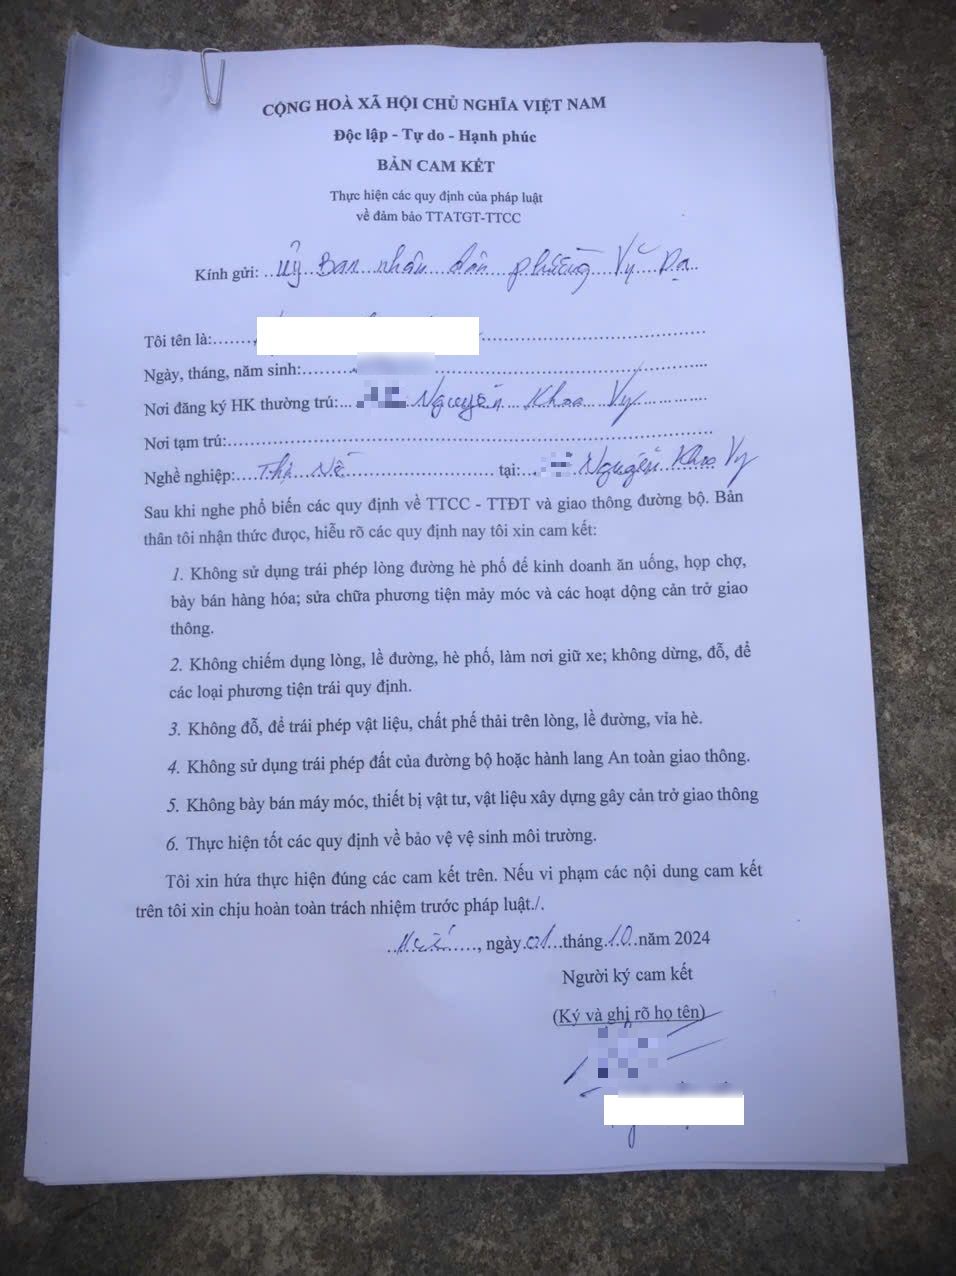 CỘNG HOÀ XÃ HỘI CHỦ NGHĨA VIỆT NAM
Độc lập - Tự do - Hạnh phúc
BẢN CAM KẾT
Thực hiện các quy định của pháp luật
về đảm bảo TTATGT-TTCC
Kính gửi: Uỷ Ban nhân dân phường Vỹ Dạ
Tôi tên là:
Ngày, tháng, năm sinh:
Nơi đăng ký HK thường trú: Nguyễn Khoa Vy
Nơi tạm trú:
Nghề nghiệp: Thợ Nề tại: Nguyễn Khoa Vy
Sau khi nghe phổ biến các quy định về TTCC - TTĐT và giao thông đường bộ. Bản
thân tôi nhận thức được, hiễu rõ các quy định nay tôi xin cam kết:
1. Không sử dụng trái phép lòng đường hè phố để kinh doanh ăn uống, họp chợ,
bày bán hàng hóa; sửa chữa phương tiện mảy móc và các hoạt dộng cản trở giao
thông.
2. Không chiếm dụng lòng, lề đường, hè phố, làm nơi giữ xe; không dừng, đỗ, để
các loại phương tiện trái quy định.
3. Không đỗ, để trái phép vật liệu, chất phế thải trên lòng, lề đường, vỉa hè.
4. Không sử dụng trái phép đất của đường bộ hoặc hành lang An toàn giao thông.
5. Không bày bán máy móc, thiết bị vật tư, vật liệu xây dựng gây cản trở giao thông
6. Thực hiện tốt các quy định về bảo vệ vệ sinh môi trường.
Tôi xin hứa thực hiện đúng các cam kết trên. Nếu vi phạm các nội dung cam kết
trên tôi xin chịu hoàn toàn trách nhiệm trước pháp luật./.
Huế, ngày 01 tháng 10 năm 2024
Người ký cam kết
(Ký và ghi rõ họ tên)